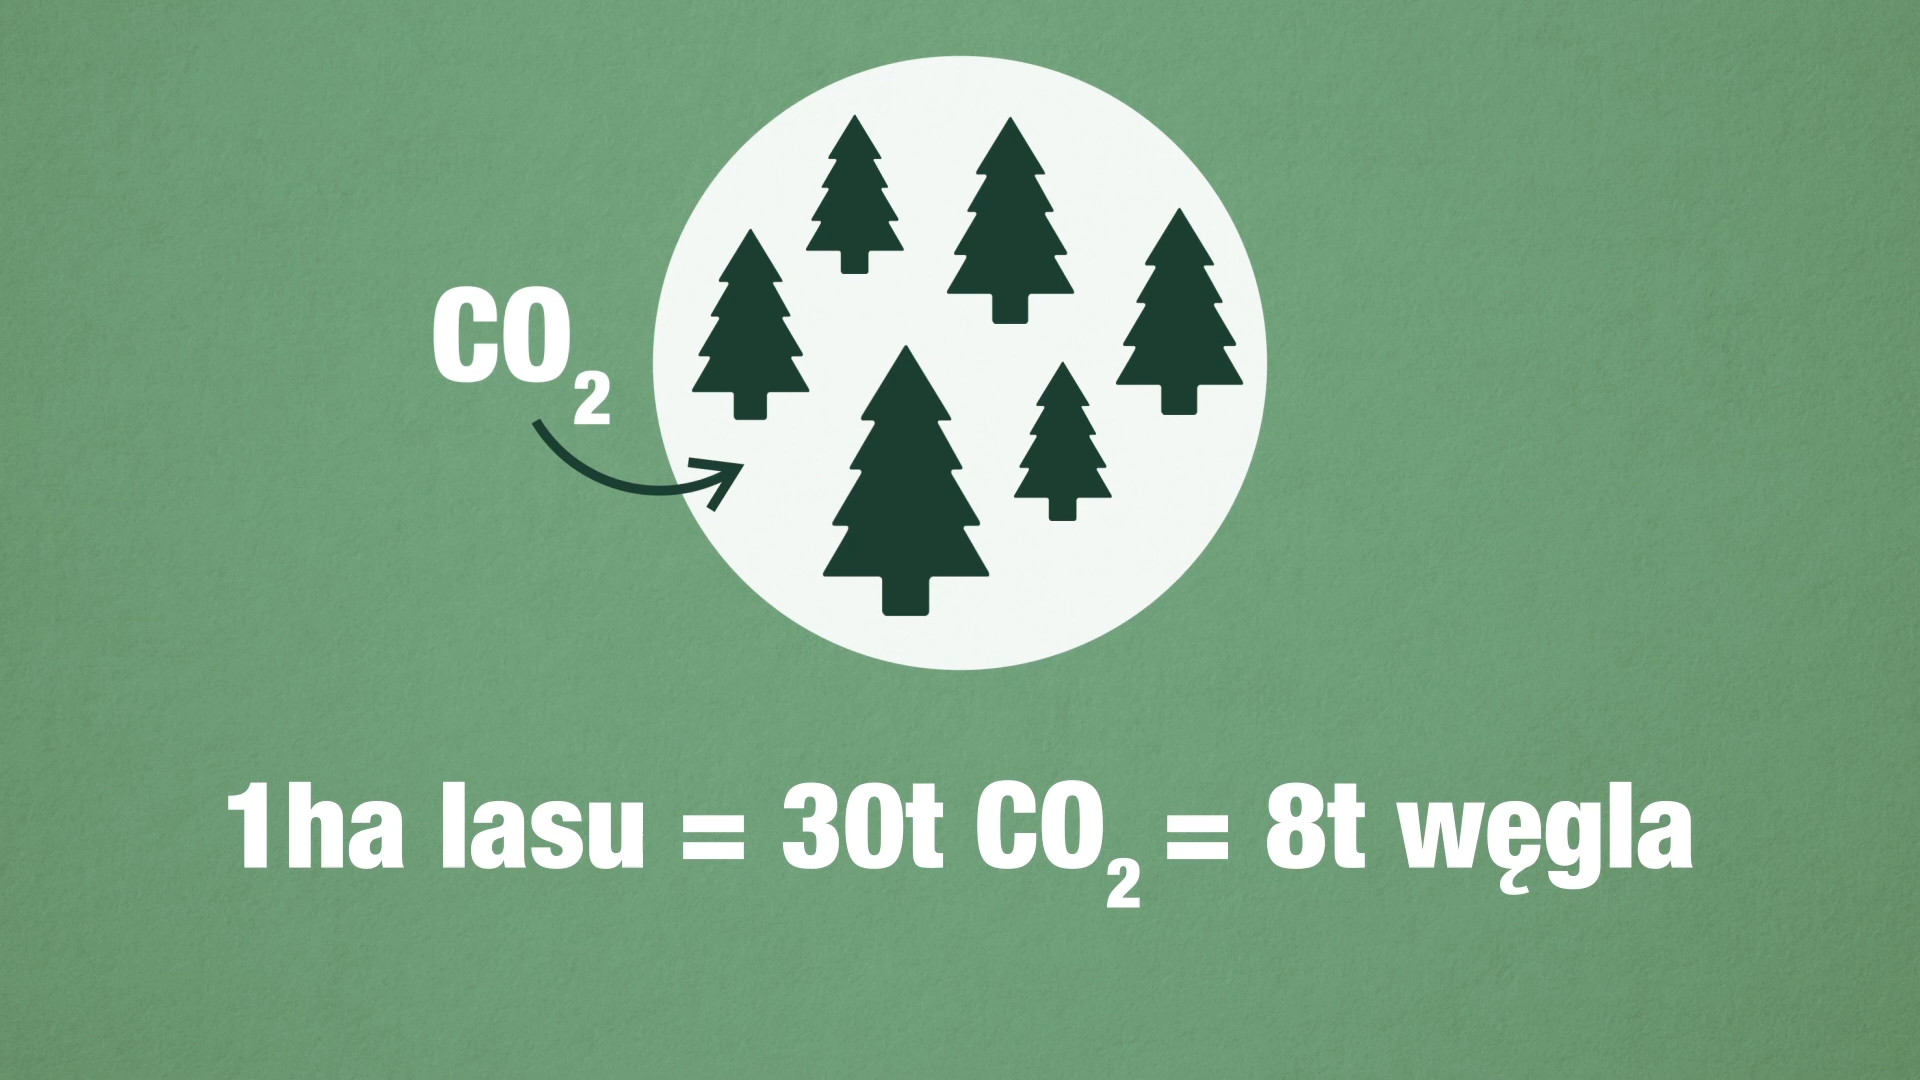 CO₂
1ha lasu = 30t CO₂ = 8t węgla